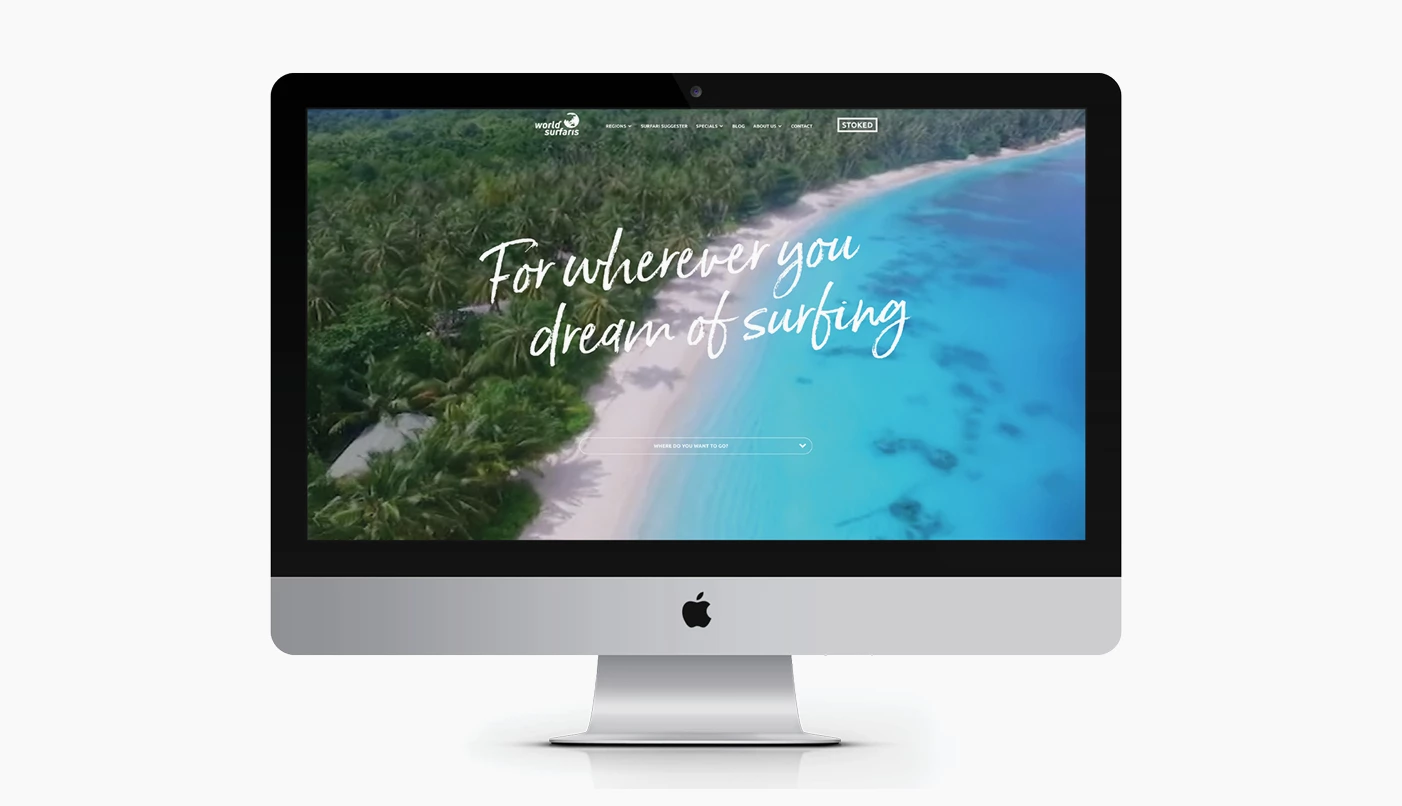 world
surfaris
REGIONS
SURFARI SUGGESTER
SPECIALS
BLOG
ABOUT US
CONTACT
STOKED
For wherever you
dream of surfing
WHERE DO YOU WANT TO GO?